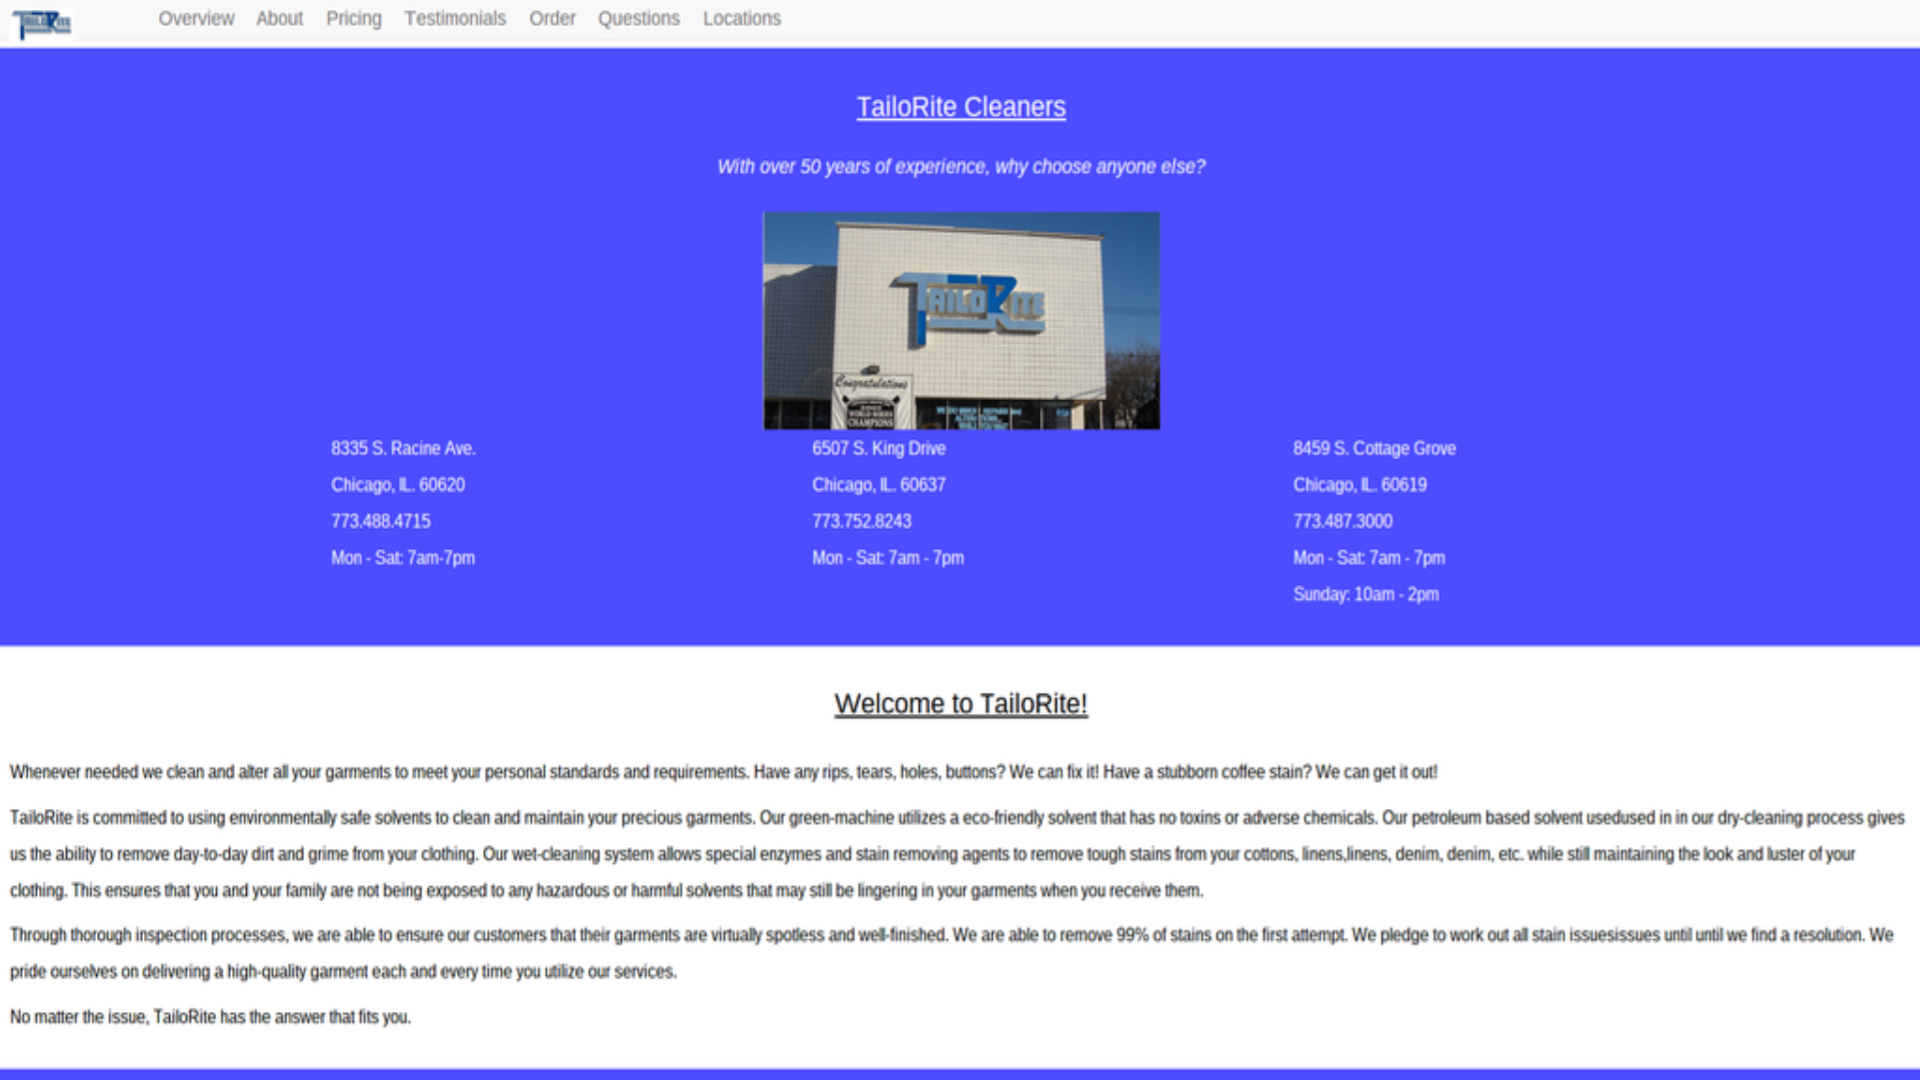 TAILORITE
Overview About Pricing Testimonials Order Questions Locations
TailoRite Cleaners
With over 50 years of experience, why choose anyone else?
TAILORITE
Congratulations
WORLD SERIES
CHAMPIONS
8335 S. Racine Ave.
Chicago, IL. 60620
773.488.4715
Mon - Sat: 7am-7pm
6507 S. King Drive
Chicago, IL. 60637
773.752.8243
Mon - Sat: 7am - 7pm
8459 S. Cottage Grove
Chicago, IL. 60619
773.487.3000
Mon - Sat: 7am - 7pm
Sunday: 10am - 2pm
Welcome to TailoRite!
Whenever needed we clean and alter all your garments to meet your personal standards and requirements. Have any rips, tears, holes, buttons? We can fix it! Have a stubborn coffee stain? We can get it out!
TailoRite is committed to using environmentally safe solvents to clean and maintain your precious garments. Our green-machine utilizes a eco-friendly solvent that has no toxins or adverse chemicals. Our petroleum based solvent usedused in in our dry-cleaning process gives
us the ability to remove day-to-day dirt and grime from your clothing. Our wet-cleaning system allows special enzymes and stain removing agents to remove tough stains from your cottons, linens,linens, denim, denim, etc. while still maintaining the look and luster of your
clothing. This ensures that you and your family are not being exposed to any hazardous or harmful solvents that may still be lingering in your garments when you receive them.
Through thorough inspection processes, we are able to ensure our customers that their garments are virtually spotless and well-finished. We are able to remove 99% of stains on the first attempt. We pledge to work out all stain issuesissues until until we find a resolution. We
pride ourselves on delivering a high-quality garment each and every time you utilize our services.
No matter the issue, TailoRite has the answer that fits you.